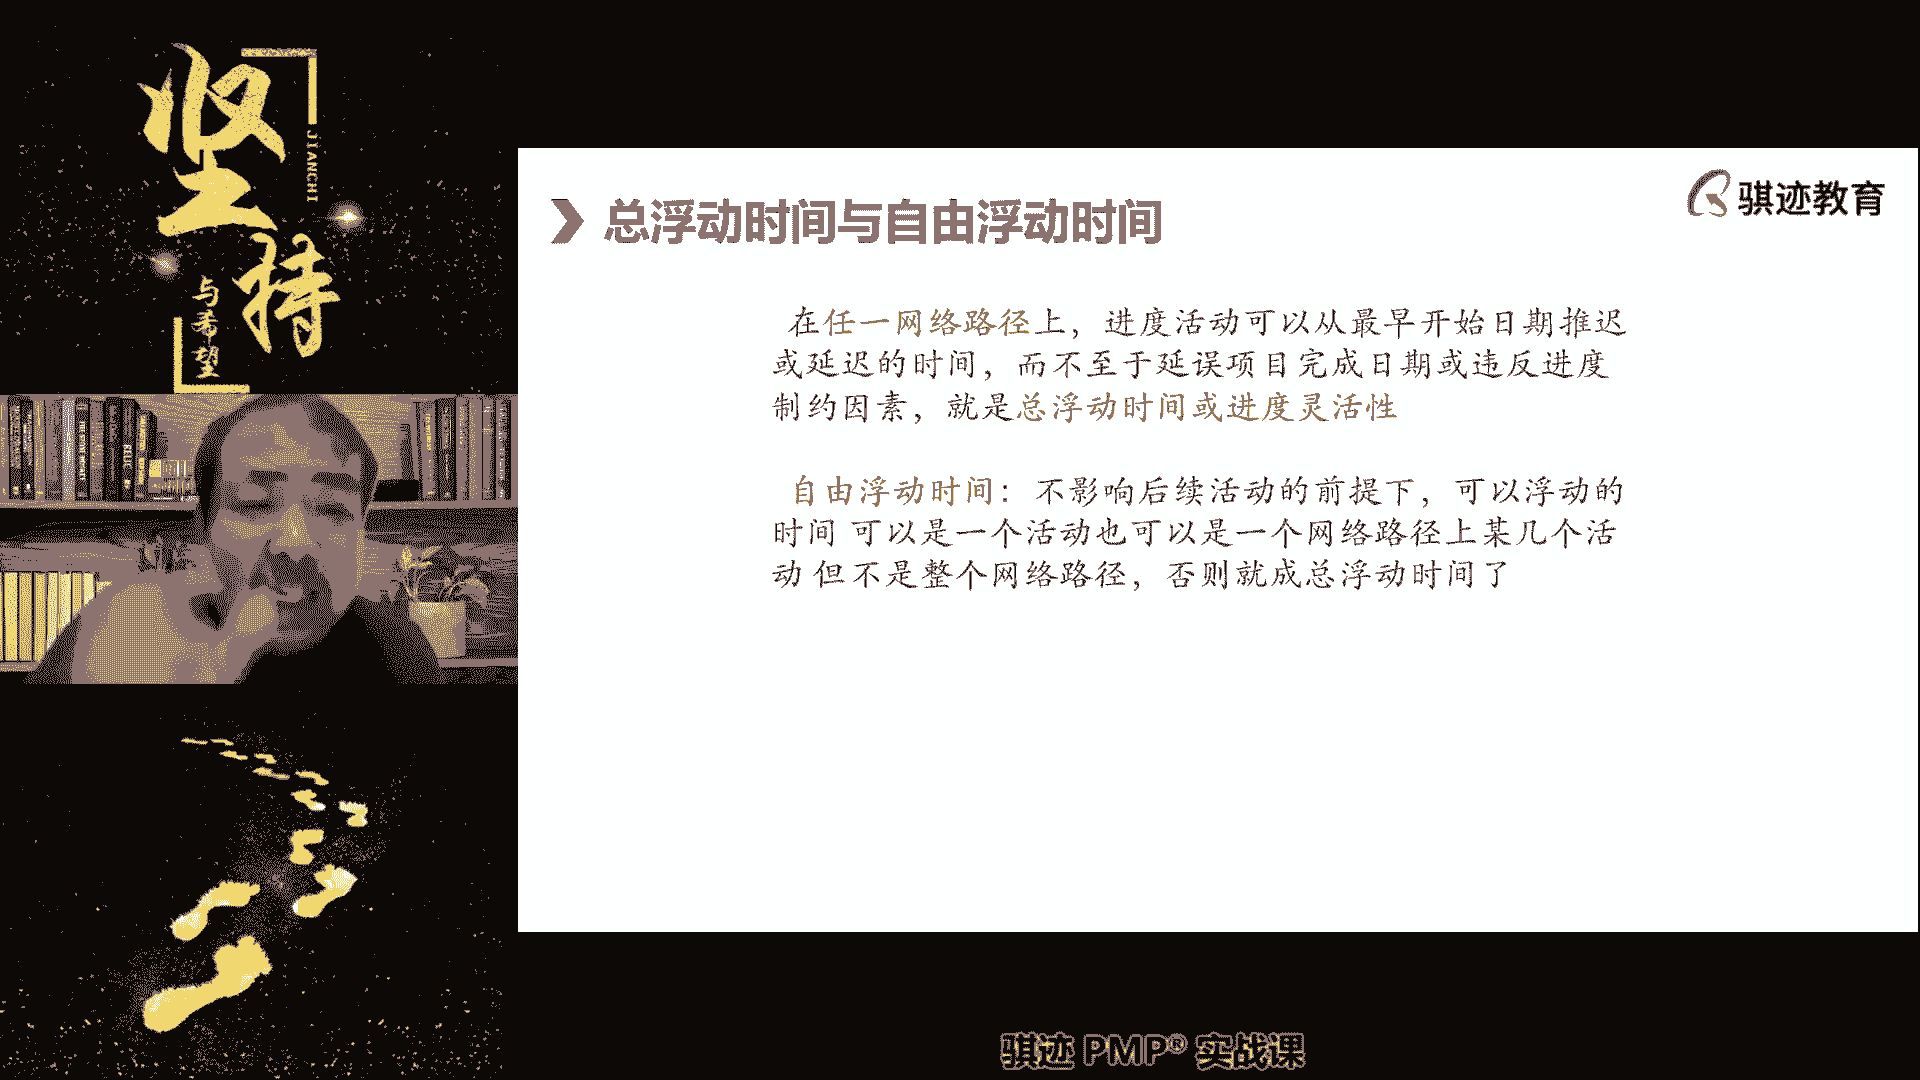 坚持
JIANCHI
与希望
骐迹教育
总浮动时间与自由浮动时间
在任一网络路径上，进度活动可以从最早开始日期推迟
或延迟的时间，而不至于延误项目完成日期或违反进度
制约因素，就是总浮动时间或进度灵活性
自由浮动时间：不影响后续活动的前提下，可以浮动的
时间 可以是一个活动也可以是一个网络路径上某几个活
动 但不是整个网络路径，否则就成总浮动时间了
骐迹 PMP® 实战课